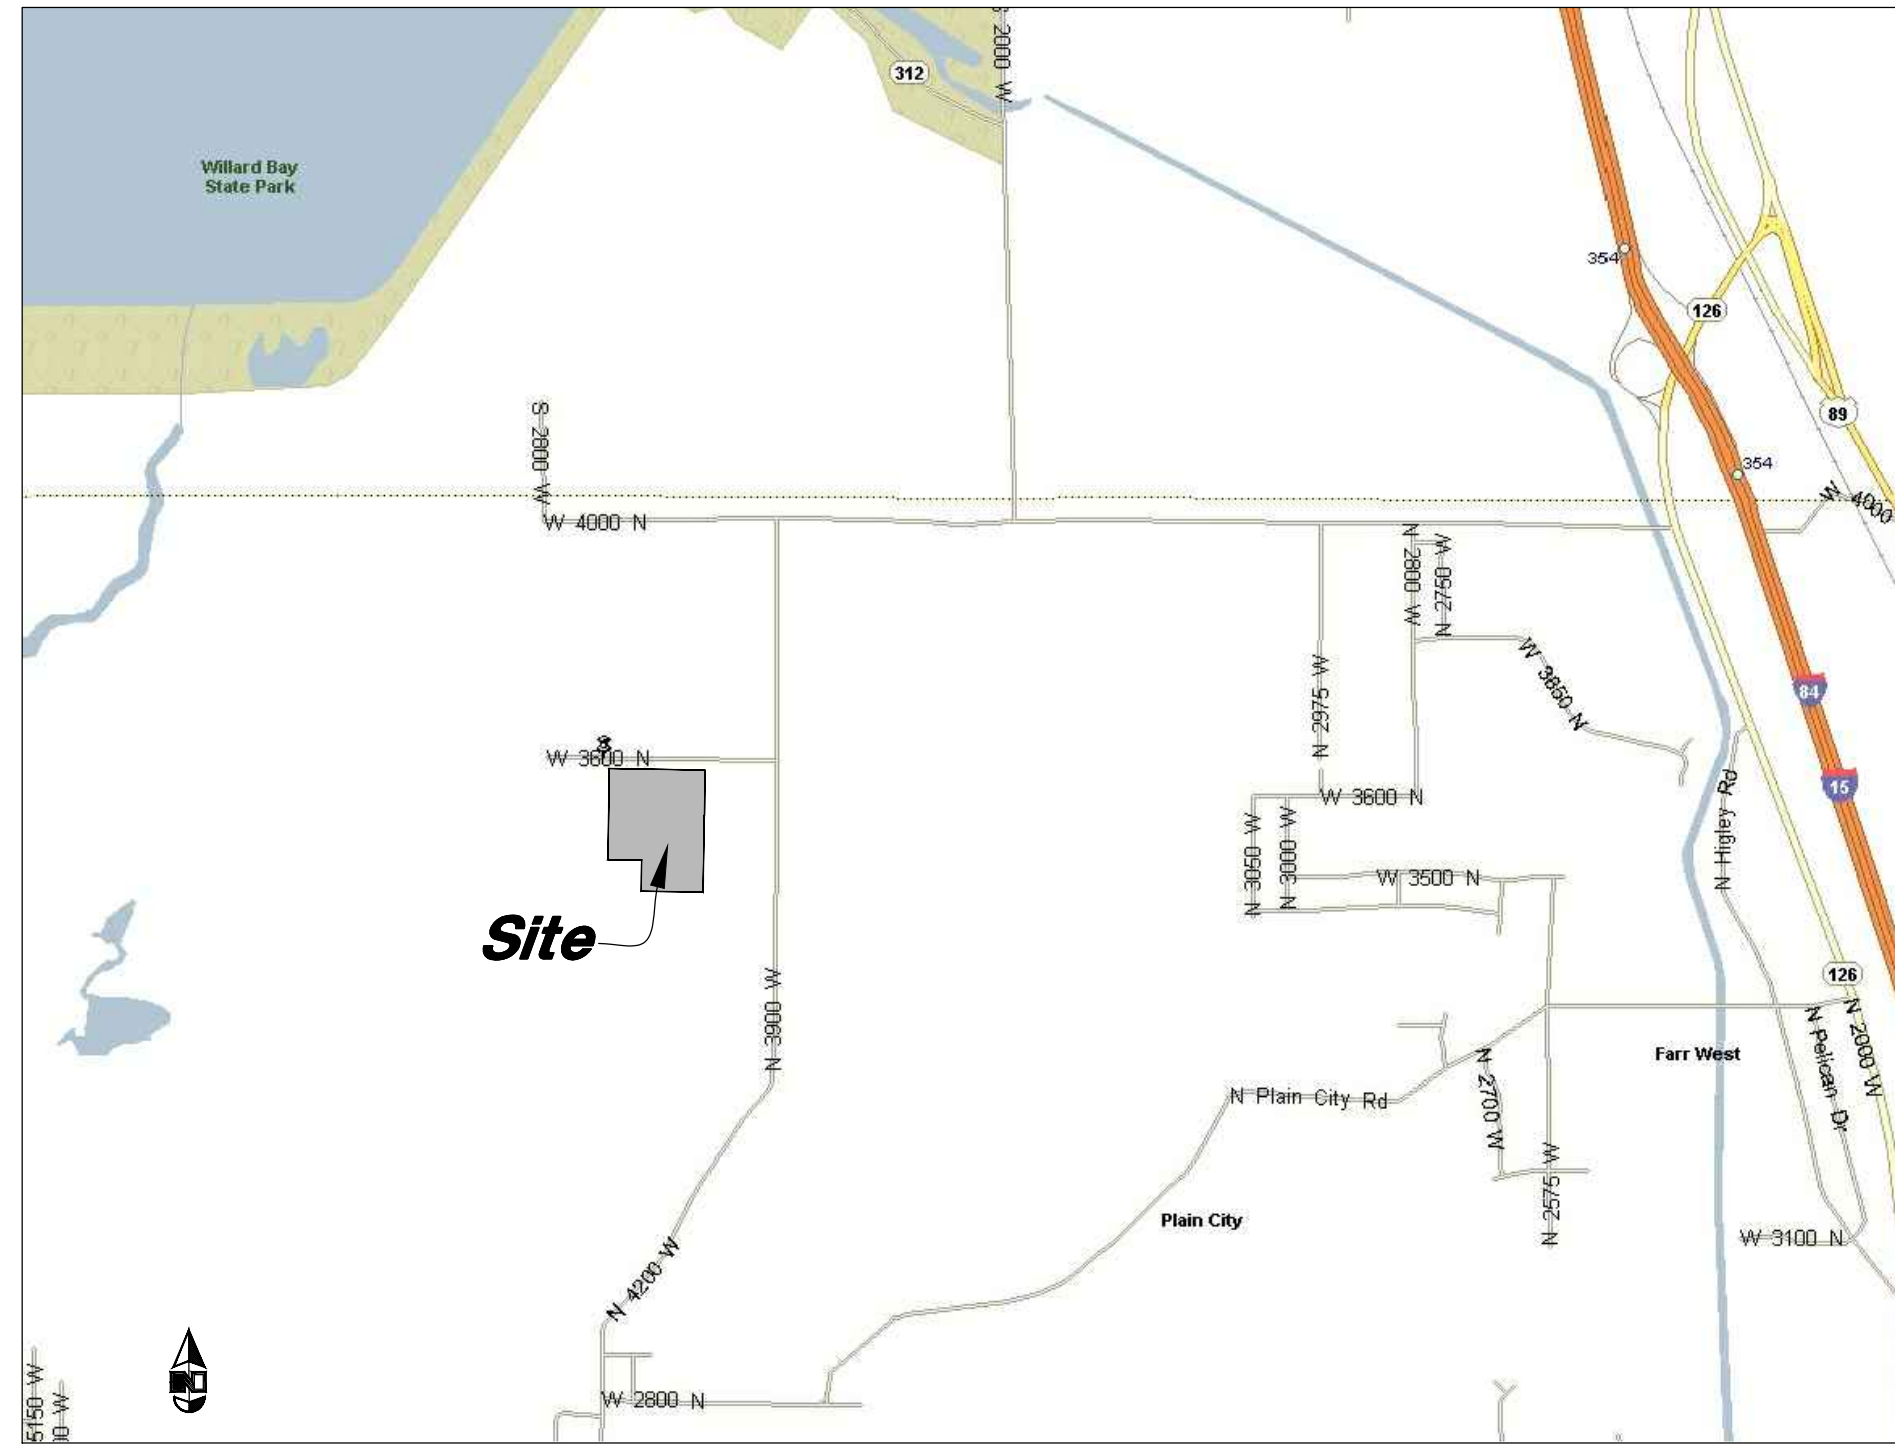 S 2000 W
312
Willard Bay
State Park
354
126
89
S 2800 W
354
W 4000
W 4000 N
N 2800 W
N 2750 W
W 3850 N
N 2975 W
84
W 3600 N
15
W 3600 N
N Higley Rd
N 3050 W
N 3000 W
W 3500 N
Site
N 3900 W
126
N 2000 W
N Pelican Dr
Farr West
N 2700 W
N Plain City Rd
N 2575 W
Plain City
W 3100 N
N 4200 W
N
5150 W
W 2800 N